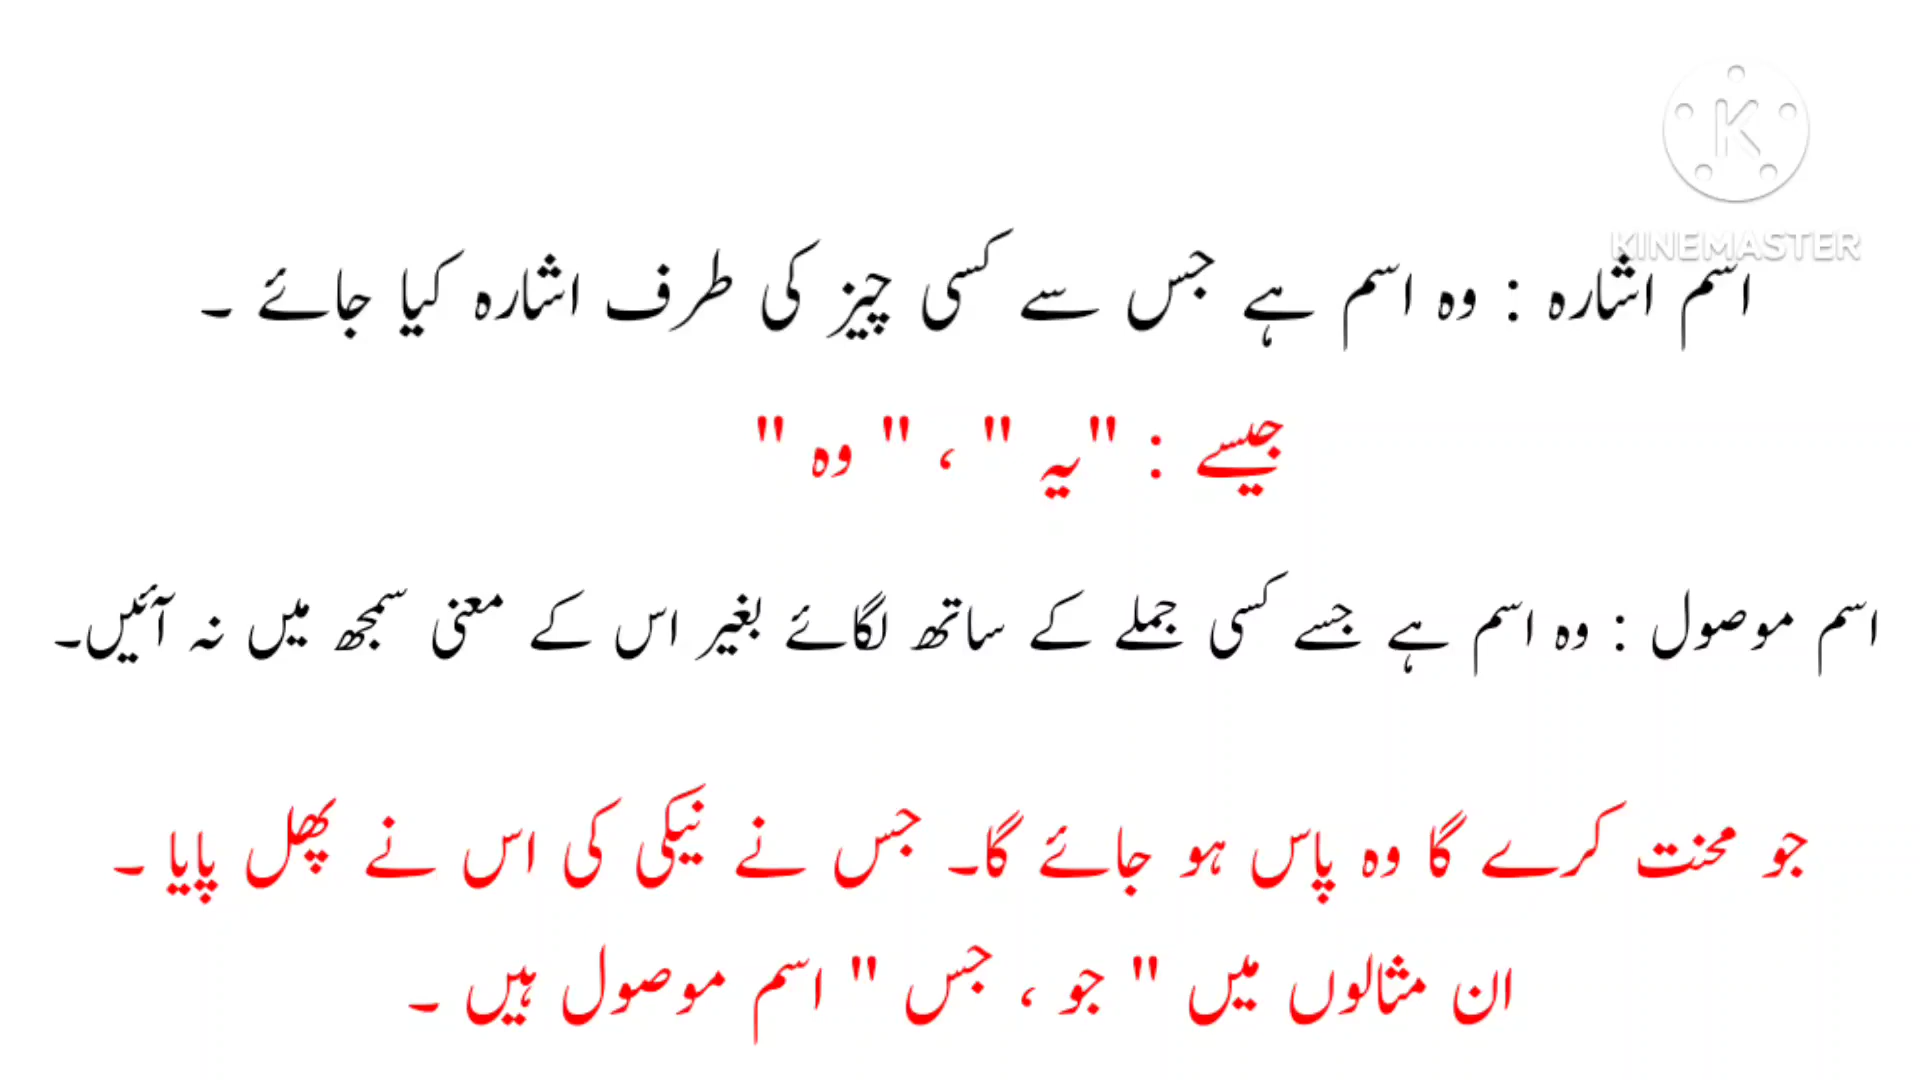 KINEMASTER
اسم اشارہ : وہ اسم ہے جس سے کسی چیز کی طرف اشارہ کیا جائے ۔
جیسے : "یہ " ، " وہ "
اسم موصول : وہ اسم ہے جسے کسی جملے کے ساتھ لگائے بغیر اس کے معنی سمجھ میں نہ آئیں۔
جو محنت کرے گا وہ پاس ہو جائے گا۔ جس نے نیکی کی اس نے پھل پایا ۔
ان مثالوں میں " جو ، جس " اسم موصول ہیں ۔